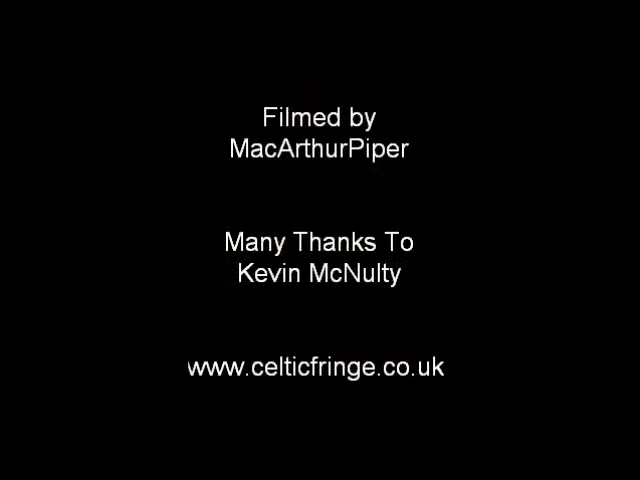 Filmed by
MacArthurPiper
Many Thanks To
Kevin McNulty
www.celticfringe.co.uk